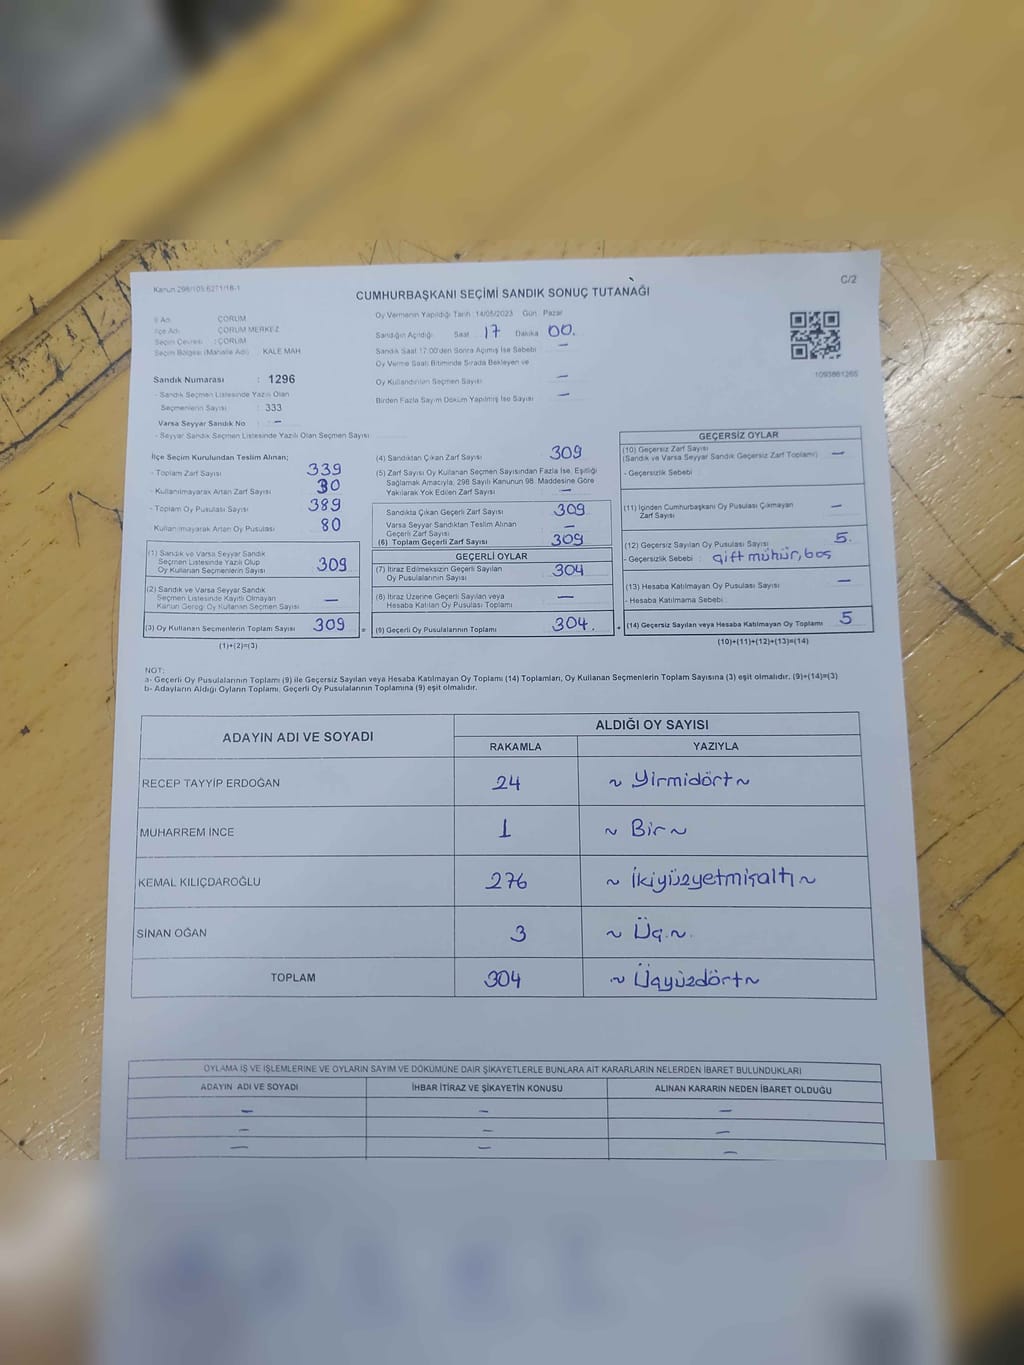 Kanun 298/105 6271/18-1
C/2
CUMHURBAŞKANI SEÇİMİ SANDIK SONUÇ TUTANAĞI
İl Adı : ÇORUM
İlçe Adı : ÇORUM MERKEZ
Seçim Çevresi : ÇORUM
Seçim Bölgesi (Mahalle Adı) : KALE MAH
Sandık Numarası : 1296
- Sandık Seçmen Listesinde Yazılı Olan
Seçmenlerin Sayısı : 333
Varsa Seyyar Sandık No : -
- Seyyar Sandık Seçmen Listesinde Yazılı Olan Seçmen Sayısı
Oy Vermenin Yapıldığı Tarih :14/05/2023 Gün Pazar
Sandığın Açıldığı Saat 17 Dakika 00.
Sandık Saat 17:00'den Sonra Açılmış İse Sebebi -
Oy Verme Saati Bitiminde Sırada Bekleyen ve
Oy Kullandırılan Seçmen Sayısı -
Birden Fazla Sayım Döküm Yapılmış İse Sayısı -
1093861265
İlçe Seçim Kurulundan Teslim Alınan;
- Toplam Zarf Sayısı 339
- Kullanılmayarak Artan Zarf Sayısı 30
- Toplam Oy Pusulası Sayısı 389
Kullanılmayarak Artan Oy Pusulası 80
(1) Sandık ve Varsa Seyyar Sandık
Seçmen Listesinde Yazılı Olup
Oy Kullanan Seçmenlerin Sayısı 309
(2) Sandık ve Varsa Seyyar Sandık
Seçmen Listesinde Kayıtlı Olmayan
Kanun Gereği Oy Kullanan Seçmen Sayısı -
(3) Oy Kullanan Seçmenlerin Toplam Sayısı 309 =
(1)+(2)=(3)
(4) Sandıktan Çıkan Zarf Sayısı 309
(5) Zarf Sayısı Oy Kullanan Seçmen Sayısından Fazla İse, Eşitliği
Sağlamak Amacıyla, 298 Sayılı Kanunun 98. Maddesine Göre
Yakılarak Yok Edilen Zarf Sayısı -
Sandıkta Çıkan Geçerli Zarf Sayısı 309
Varsa Seyyar Sandıktan Teslim Alınan
Geçerli Zarf Sayısı -
(6) Toplam Geçerli Zarf Sayısı 309
GEÇERLİ OYLAR
(7) İtiraz Edilmeksizin Geçerli Sayılan
Oy Pusulalarının Sayısı 304
(8) İtiraz Üzerine Geçerli Sayılan veya
Hesaba Katılan Oy Pusulası Toplamı -
(9) Geçerli Oy Pusulalarının Toplamı 304. +
GEÇERSİZ OYLAR
(10) Geçersiz Zarf Sayısı
(Sandık ve Varsa Seyyar Sandık Geçersiz Zarf Toplamı) -
- Geçersizlik Sebebi
(11) İçinden Cumhurbaşkanı Oy Pusulası Çıkmayan
Zarf Sayısı -
(12) Geçersiz Sayılan Oy Pusulası Sayısı 5.
- Geçersizlik Sebebi : çift mühür, boş
(13) Hesaba Katılmayan Oy Pusulası Sayısı -
- Hesaba Katılmama Sebebi
(14) Geçersiz Sayılan veya Hesaba Katılmayan Oy Toplamı 5
(10)+(11)+(12)+(13)=(14)
NOT:
a- Geçerli Oy Pusulalarının Toplamı (9) ile Geçersiz Sayılan veya Hesaba Katılmayan Oy Toplamı (14) Toplamları, Oy Kullanan Seçmenlerin Toplam Sayısına (3) eşit olmalıdır. (9)+(14)=(3)
b- Adayların Aldığı Oyların Toplamı, Geçerli Oy Pusulalarının Toplamına (9) eşit olmalıdır.
ADAYIN ADI VE SOYADI ALDIĞI OY SAYISI
RAKAMLA YAZIYLA
RECEP TAYYİP ERDOĞAN 24 ~ Yirmidört ~
MUHARREM İNCE 1 ~ Bir ~
KEMAL KILIÇDAROĞLU 276 ~ İkiyüzyetmişaltı ~
SİNAN OĞAN 3 ~ Üç ~.
TOPLAM 304 ~ Üçyüzdört ~
OYLAMA İŞ VE İŞLEMLERİNE VE OYLARIN SAYIM VE DÖKÜMÜNE DAİR ŞİKAYETLERLE BUNLARA AİT KARARLARIN NELERDEN İBARET BULUNDUKLARI
ADAYIN ADI VE SOYADI İHBAR İTİRAZ VE ŞİKAYETİN KONUSU ALINAN KARARIN NEDEN İBARET OLDUĞU
- - -
- - -
- - -